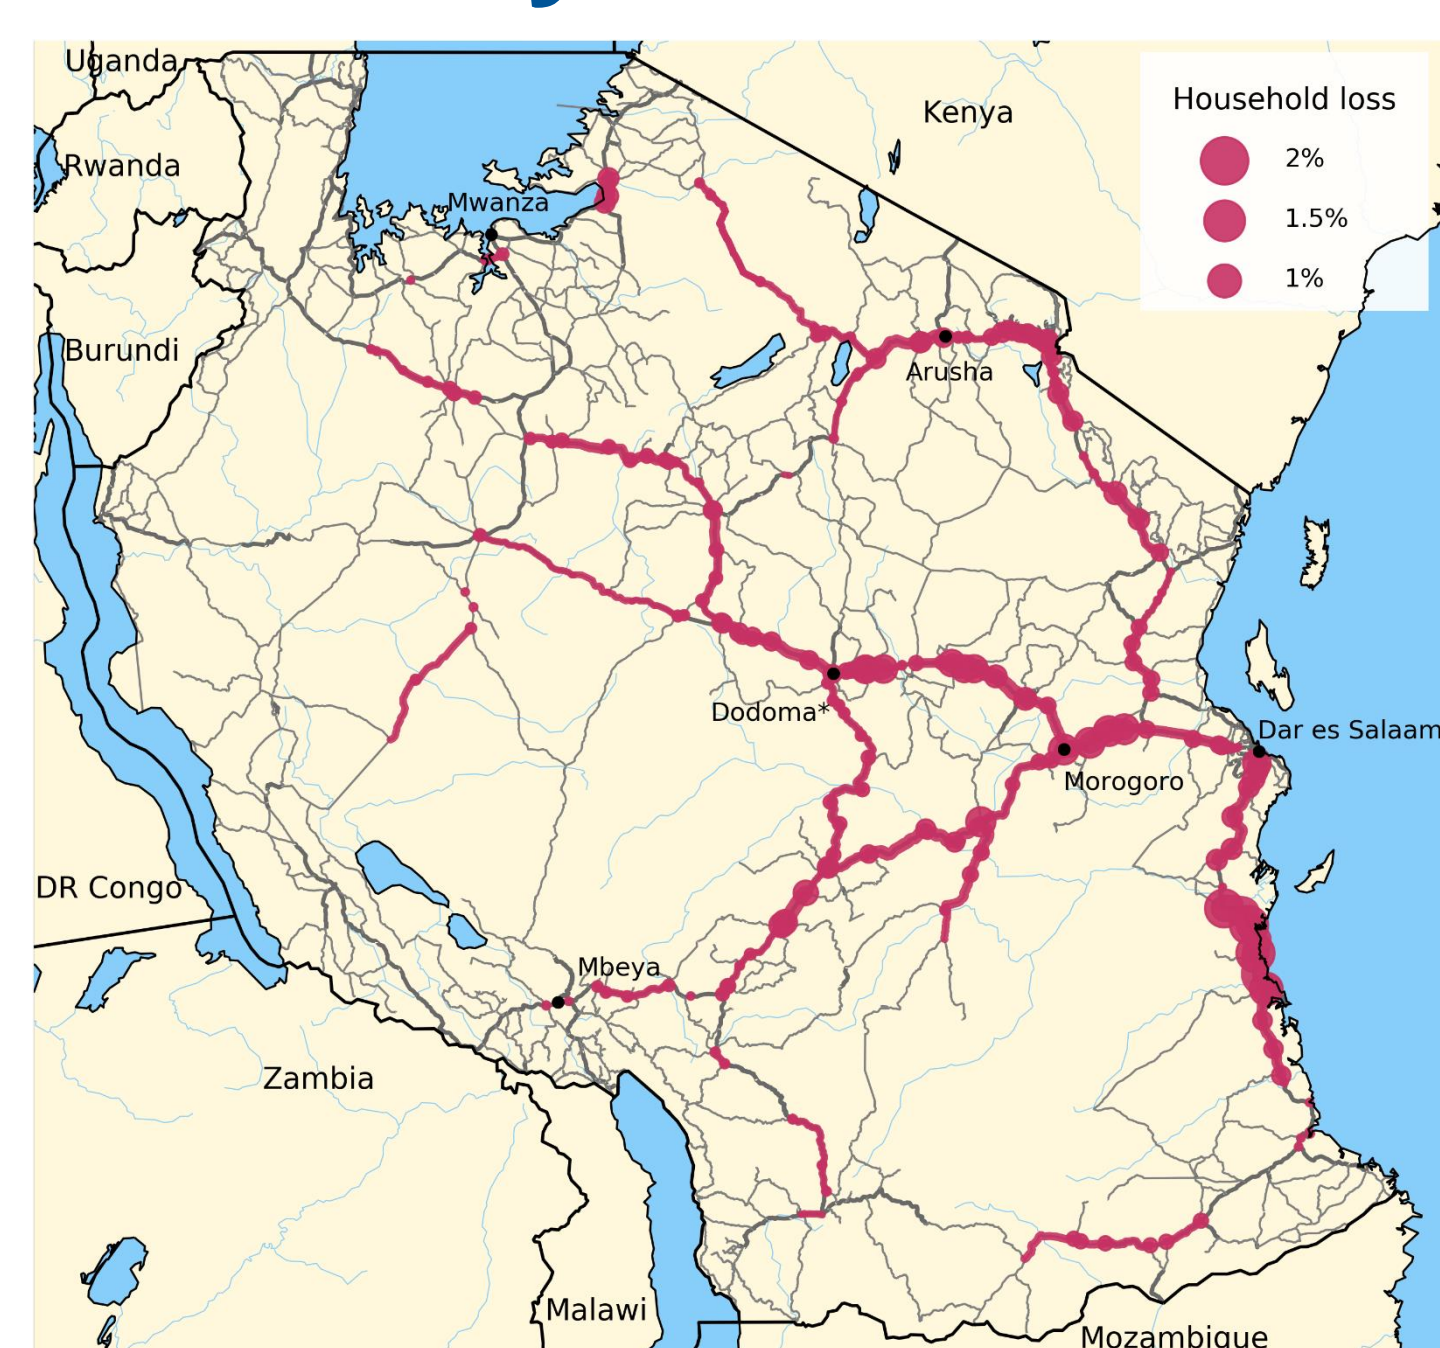 Uganda
Kenya
Household loss
2%
1.5%
1%
Rwanda
Mwanza
Burundi
Arusha
Dodoma*
Dar es Salaam
Morogoro
DR Congo
Mbeya
Zambia
Malawi
Mozambique